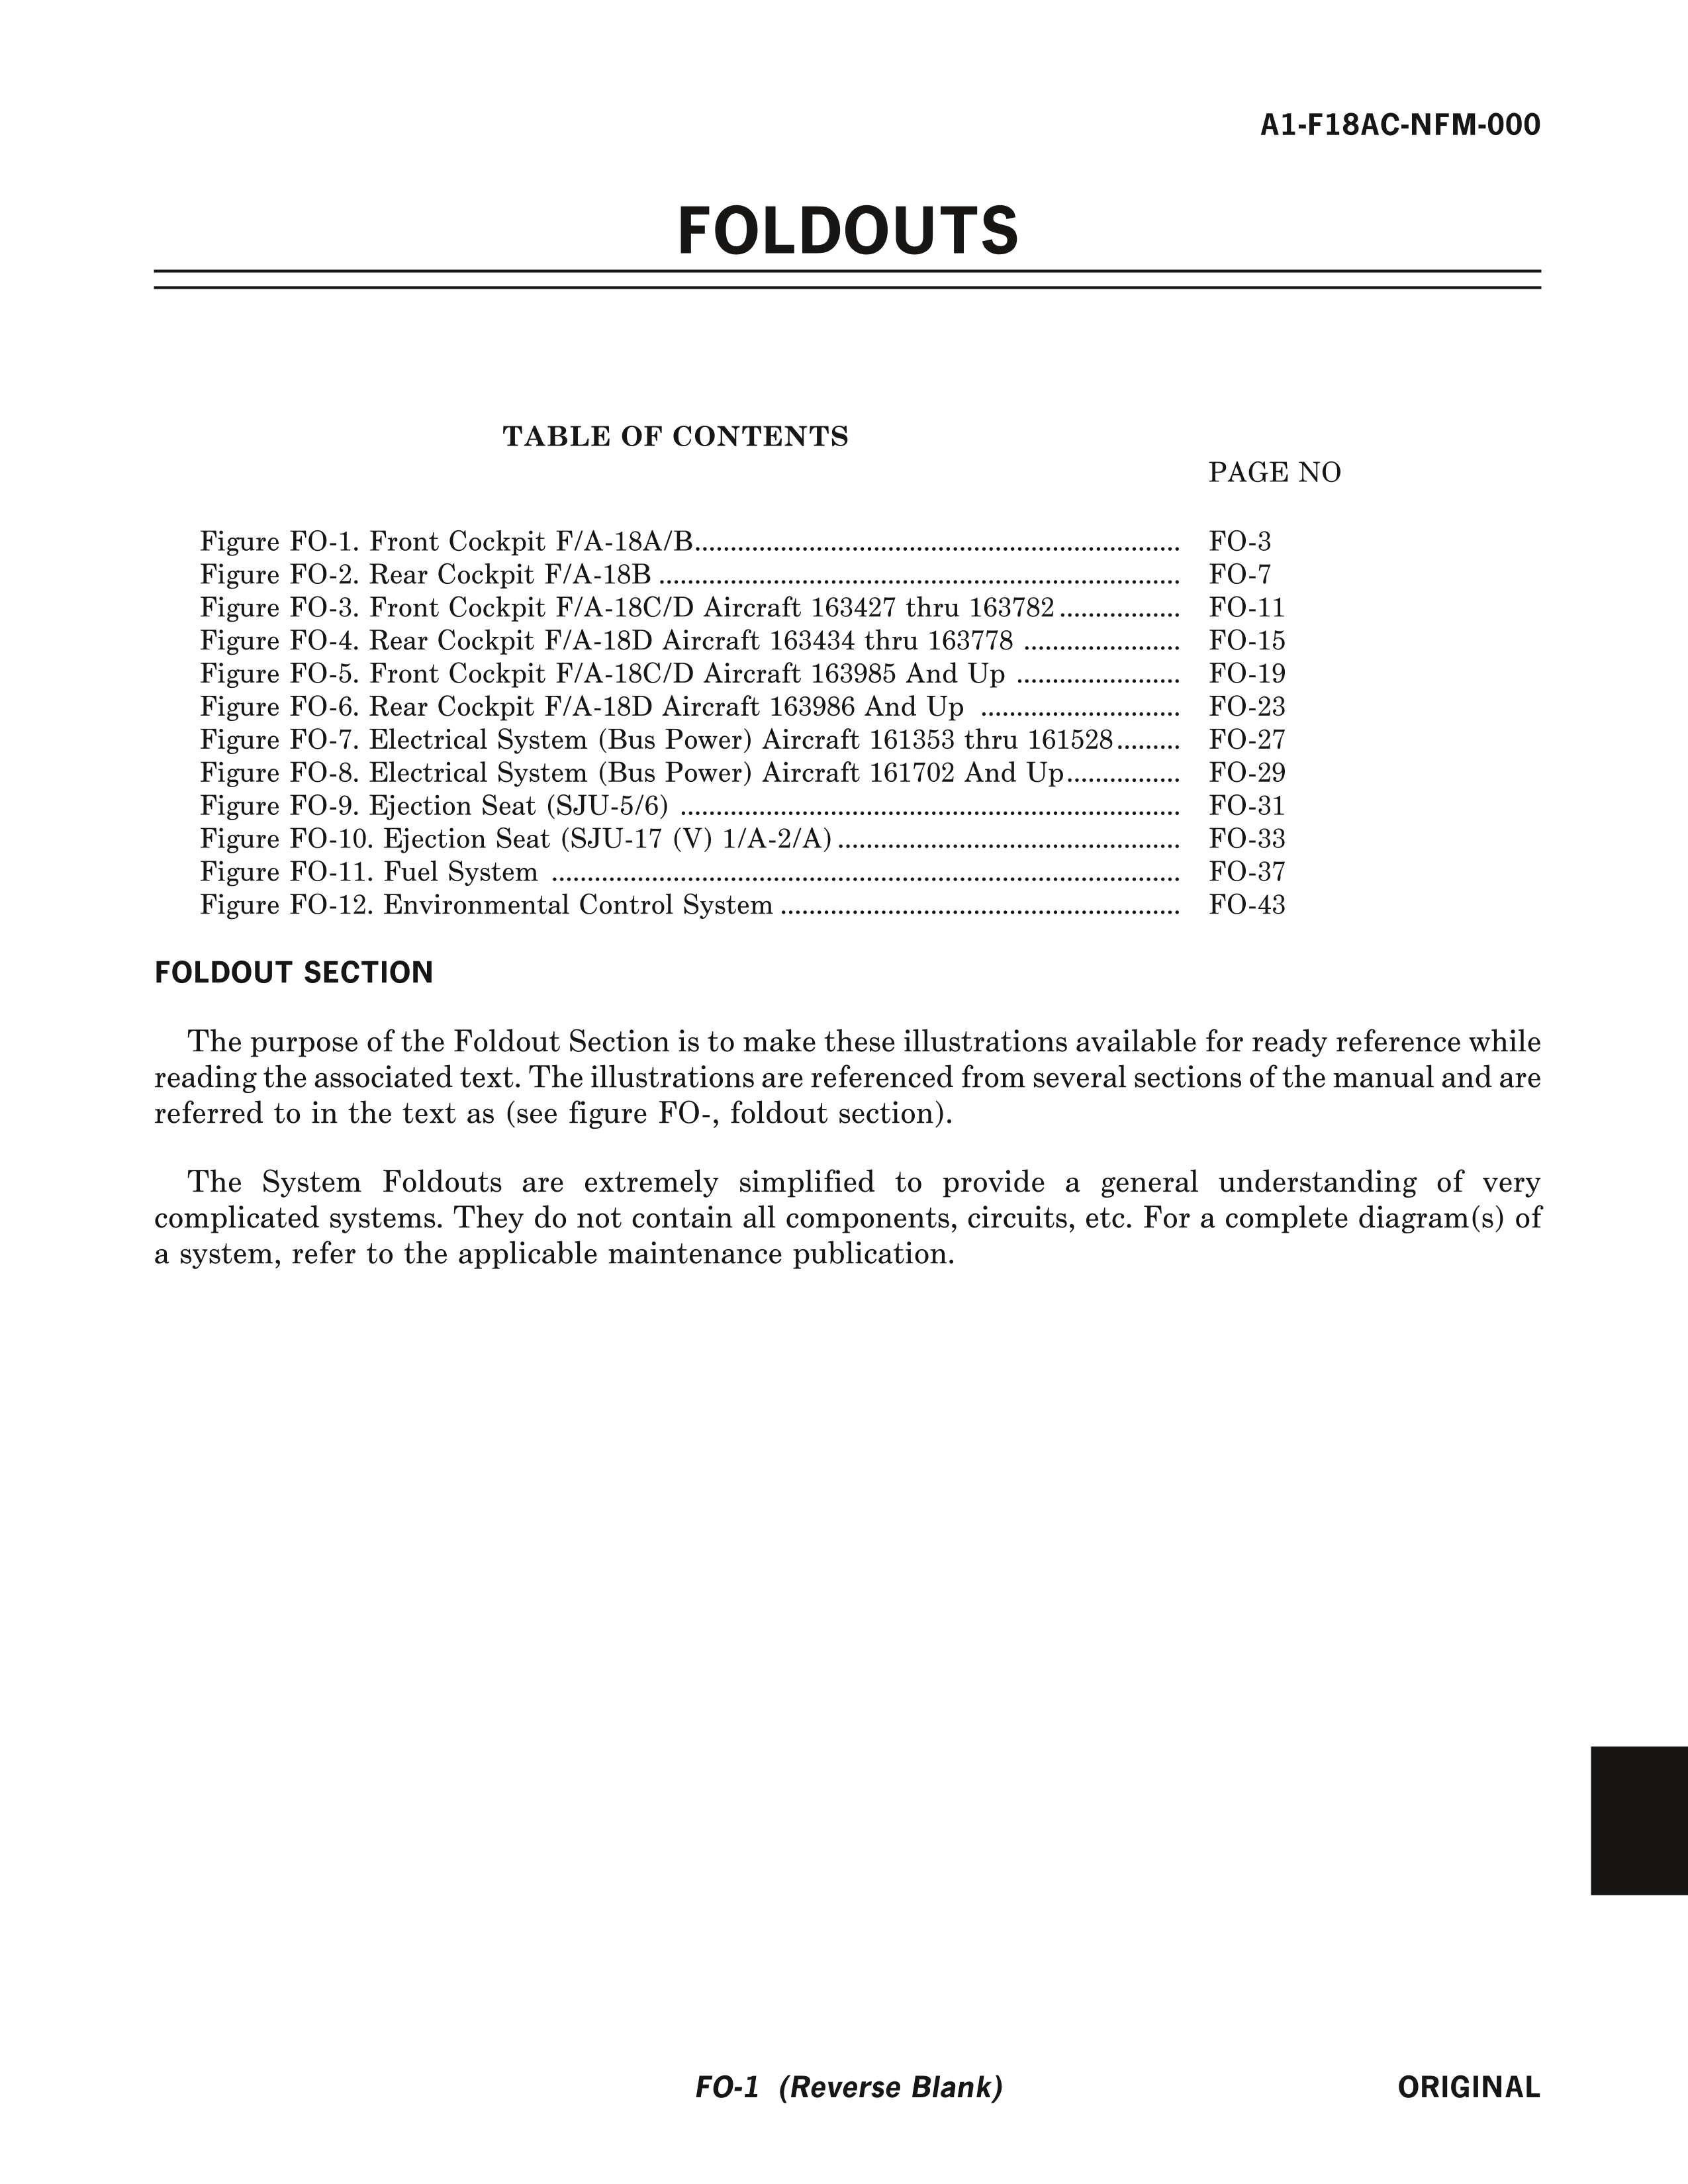 A1-F18AC-NFM-000
FOLDOUTS
TABLE OF CONTENTS
PAGE NO
Figure FO-1. Front Cockpit F/A-18A/B.................................................................... FO-3
Figure FO-2. Rear Cockpit F/A-18B ......................................................................... FO-7
Figure FO-3. Front Cockpit F/A-18C/D Aircraft 163427 thru 163782................. FO-11
Figure FO-4. Rear Cockpit F/A-18D Aircraft 163434 thru 163778 ...................... FO-15
Figure FO-5. Front Cockpit F/A-18C/D Aircraft 163985 And Up ....................... FO-19
Figure FO-6. Rear Cockpit F/A-18D Aircraft 163986 And Up ............................ FO-23
Figure FO-7. Electrical System (Bus Power) Aircraft 161353 thru 161528......... FO-27
Figure FO-8. Electrical System (Bus Power) Aircraft 161702 And Up................ FO-29
Figure FO-9. Ejection Seat (SJU-5/6) ...................................................................... FO-31
Figure FO-10. Ejection Seat (SJU-17 (V) 1/A-2/A)................................................ FO-33
Figure FO-11. Fuel System ........................................................................................ FO-37
Figure FO-12. Environmental Control System ........................................................ FO-43
FOLDOUT SECTION
The purpose of the Foldout Section is to make these illustrations available for ready reference while
reading the associated text. The illustrations are referenced from several sections of the manual and are
referred to in the text as (see figure FO-, foldout section).
The System Foldouts are extremely simplified to provide a general understanding of very
complicated systems. They do not contain all components, circuits, etc. For a complete diagram(s) of
a system, refer to the applicable maintenance publication.
FO-1 (Reverse Blank)
ORIGINAL